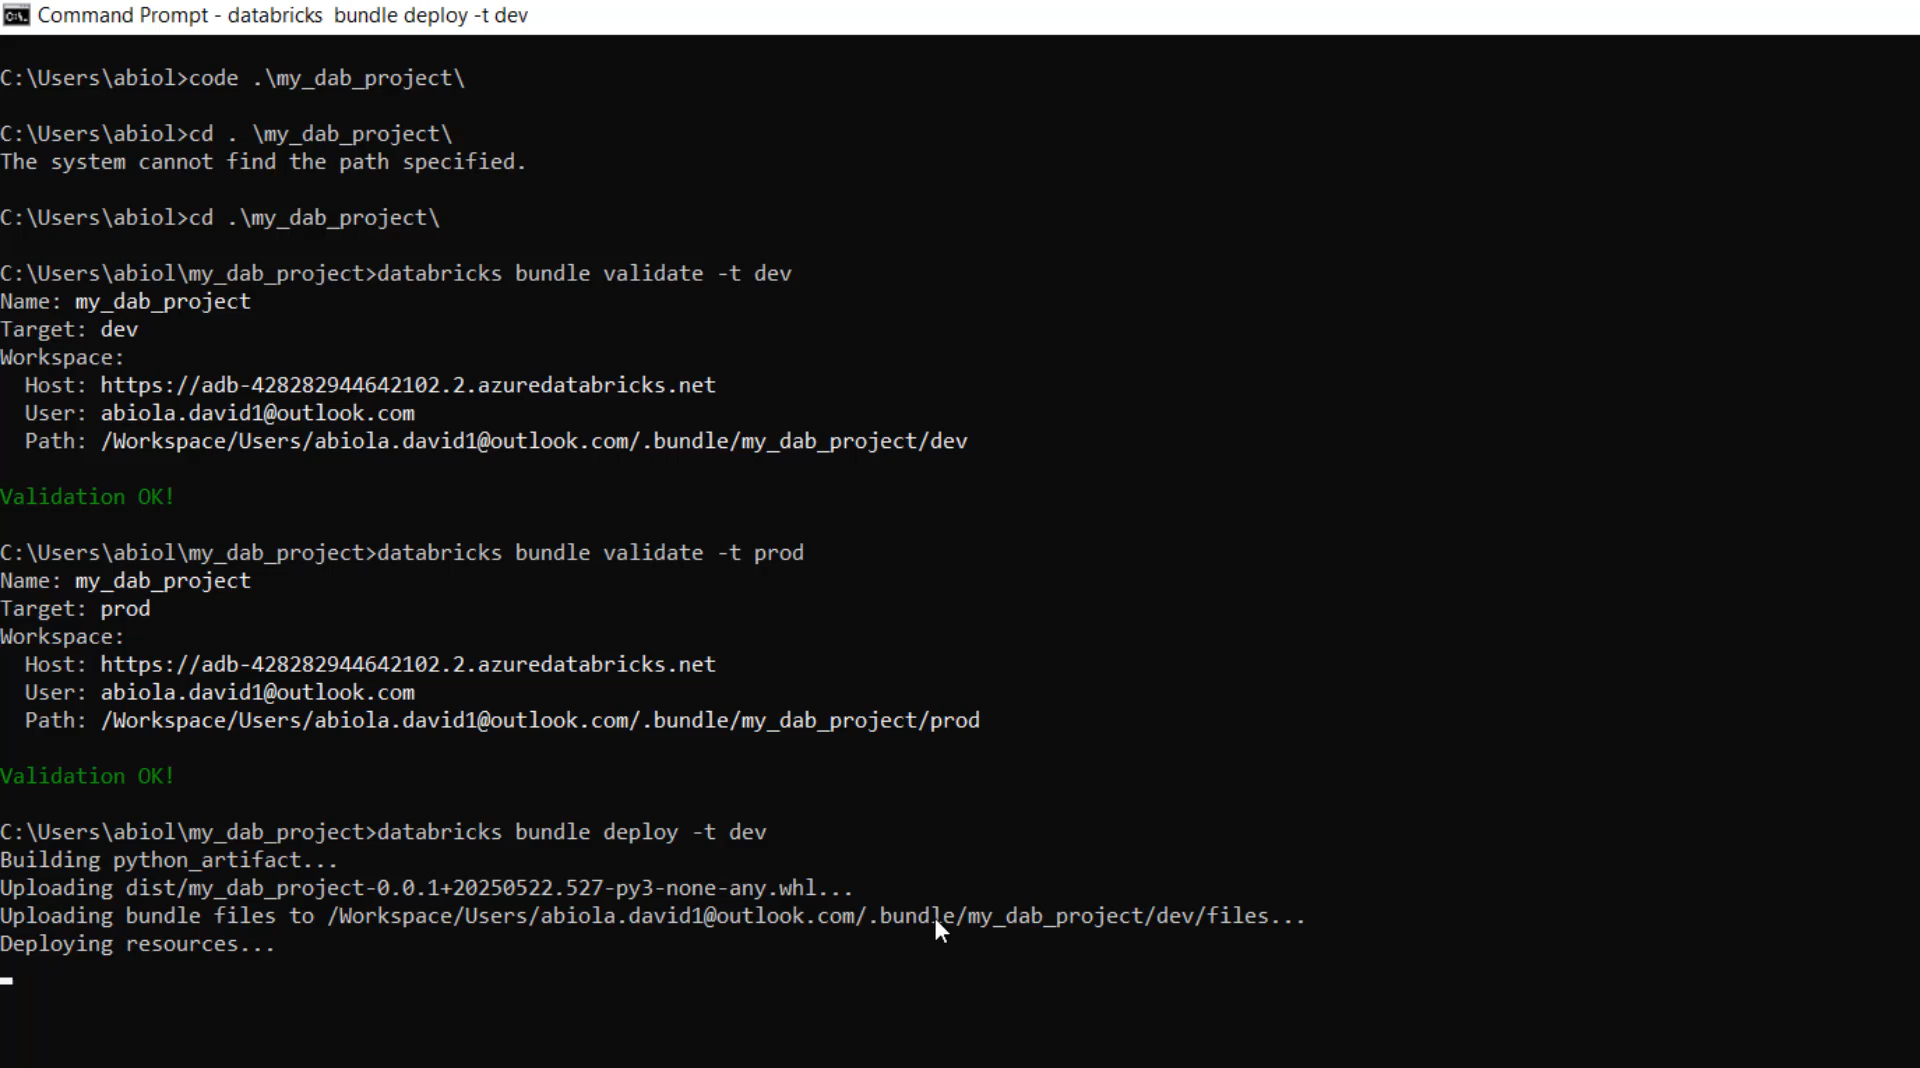 Command Prompt - databricks  bundle deploy -t dev
C:\Users\abiol>code .\my_dab_project\
C:\Users\abiol>cd . \my_dab_project\
The system cannot find the path specified.
C:\Users\abiol>cd .\my_dab_project\
C:\Users\abiol\my_dab_project>databricks bundle validate -t dev
Name: my_dab_project
Target: dev
Workspace:
  Host: https://adb-428282944642102.2.azuredatabricks.net
  User: abiola.david1@outlook.com
  Path: /Workspace/Users/abiola.david1@outlook.com/.bundle/my_dab_project/dev
Validation OK!
C:\Users\abiol\my_dab_project>databricks bundle validate -t prod
Name: my_dab_project
Target: prod
Workspace:
  Host: https://adb-428282944642102.2.azuredatabricks.net
  User: abiola.david1@outlook.com
  Path: /Workspace/Users/abiola.david1@outlook.com/.bundle/my_dab_project/prod
Validation OK!
C:\Users\abiol\my_dab_project>databricks bundle deploy -t dev
Building python_artifact...
Uploading dist/my_dab_project-0.0.1+20250522.527-py3-none-any.whl...
Uploading bundle files to /Workspace/Users/abiola.david1@outlook.com/.bundle/my_dab_project/dev/files...
Deploying resources...